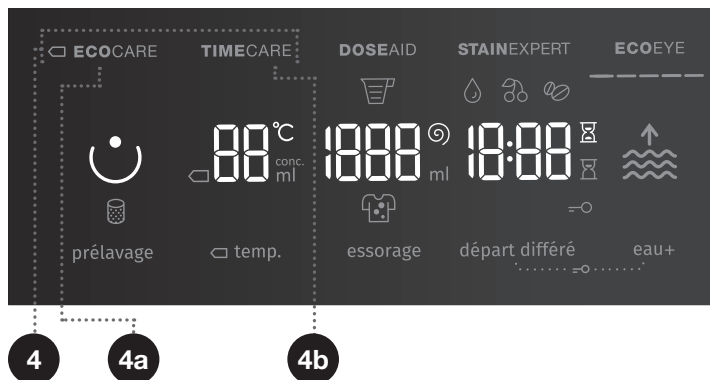 ECOCARE TIMECARE DOSEAID STAINEXPERT ECOEYE
88 °C 1888 18:88
conc.
ml ml
prélavage temp. essorage départ différé eau+
4 4a 4b